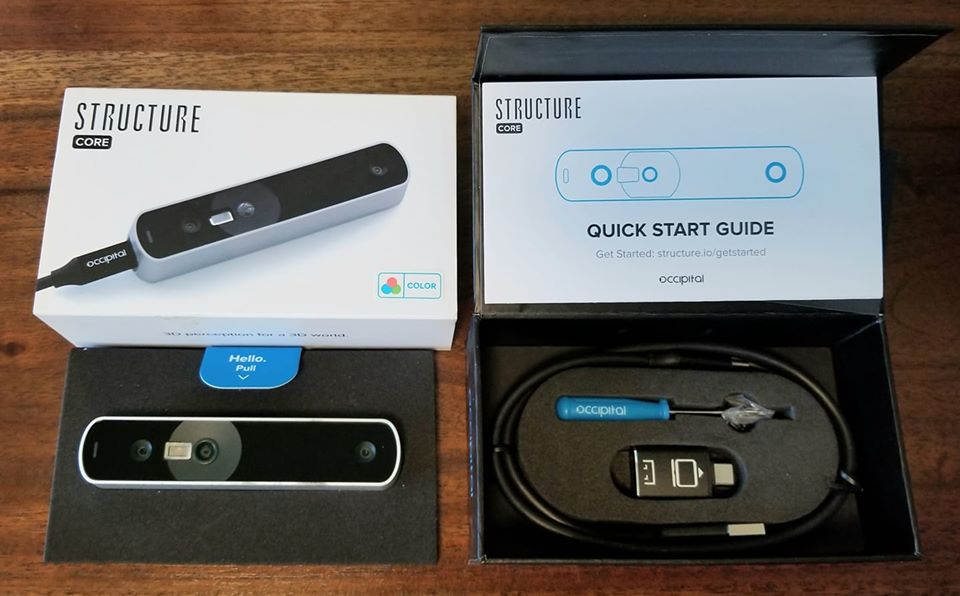 STRUCTURE
CORE
occipital
COLOR
3D perception for a 3D world.
Hello.
Pull
STRUCTURE
CORE
QUICK START GUIDE
Get Started: structure.io/getstarted
occipital
occipital